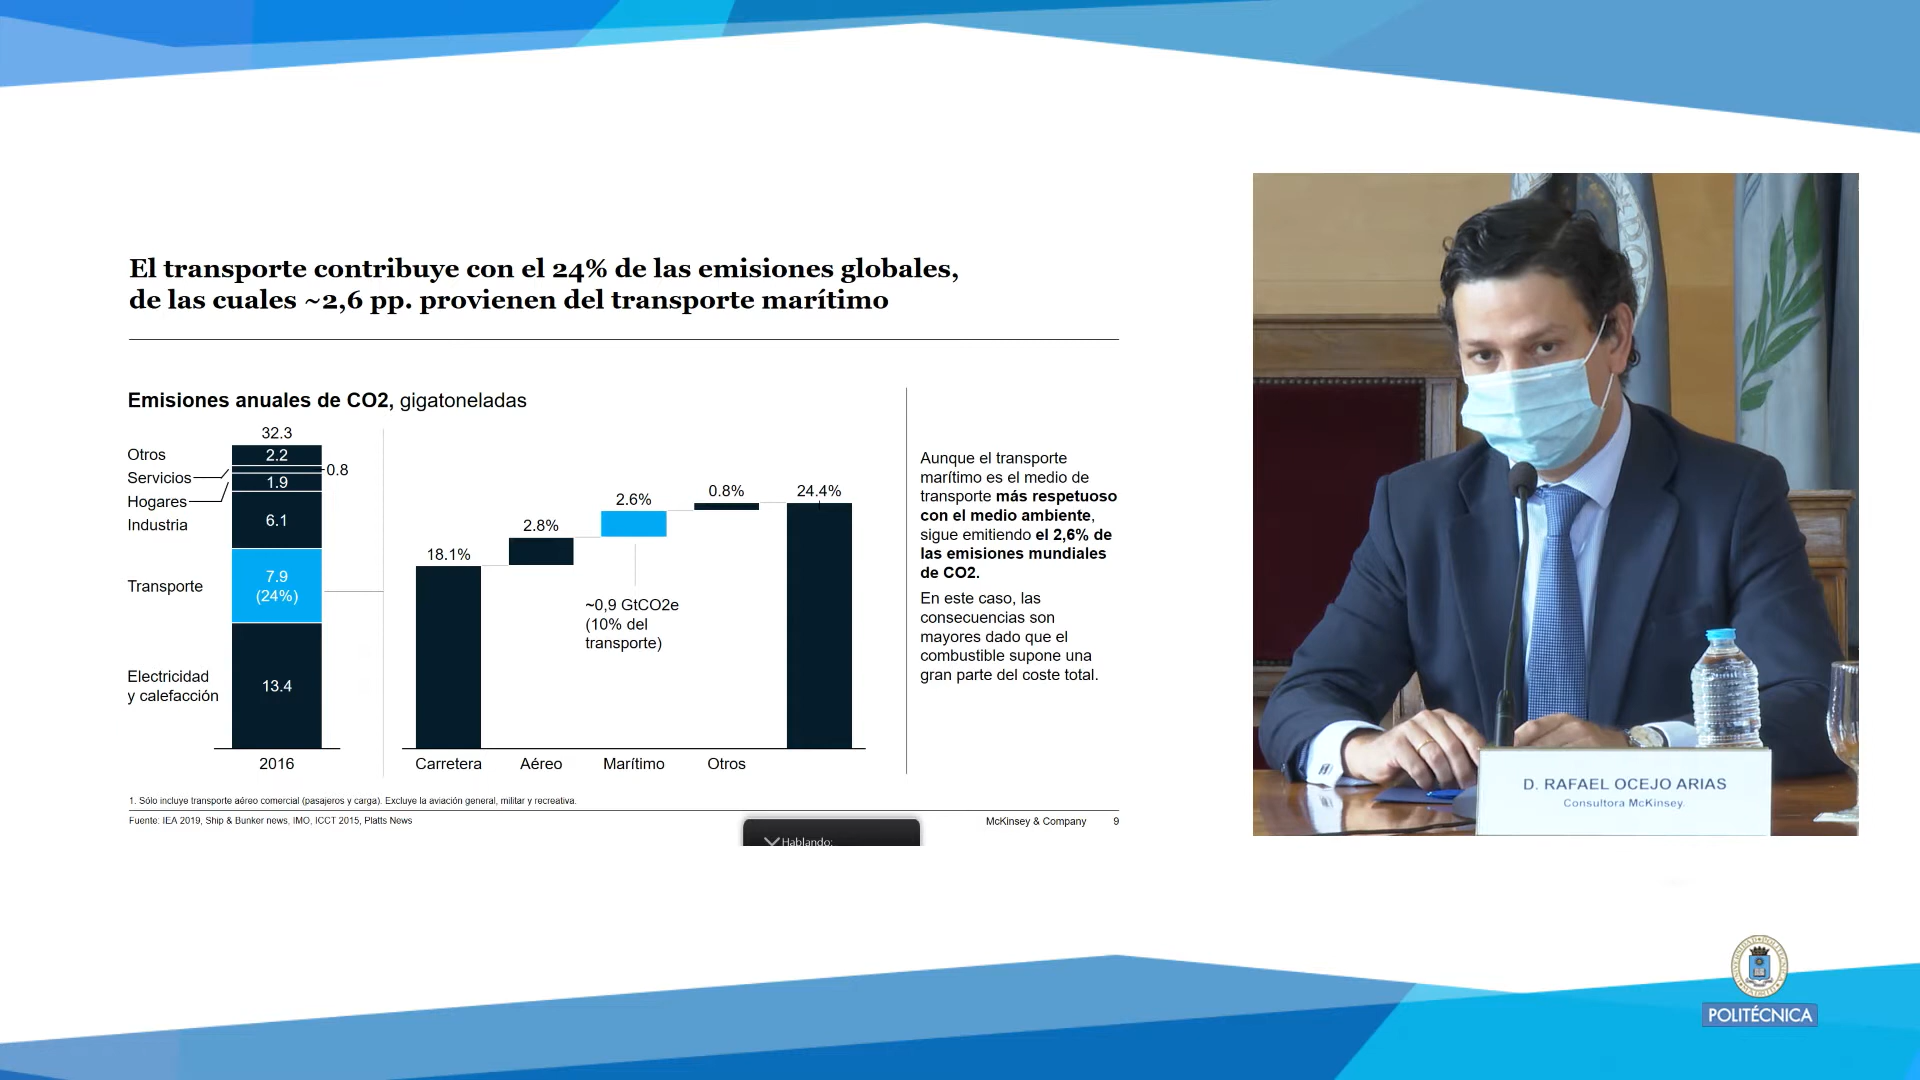 El transporte contribuye con el 24% de las emisiones globales,
de las cuales ~2,6 pp. provienen del transporte marítimo
Emisiones anuales de CO2, gigatoneladas
32.3
Otros
2.2
Servicios
0.8
Hogares
1.9
Industria
6.1
Transporte
7.9
(24%)
Electricidad
y calefacción
13.4
2016
18.1%
2.8%
2.6%
0.8%
24.4%
~0,9 GtCO2e
(10% del
transporte)
Carretera
Aéreo
Marítimo
Otros
Aunque el transporte
marítimo es el medio de
transporte más respetuoso
con el medio ambiente,
sigue emitiendo el 2,6% de
las emisiones mundiales
de CO2.
En este caso, las
consecuencias son
mayores dado que el
combustible supone una
gran parte del coste total.
1. Sólo incluye transporte aéreo comercial (pasajeros y carga). Excluye la aviación general, militar y recreativa.
Fuente: IEA 2019, Ship & Bunker news, IMO, ICCT 2015, Platts News
McKinsey & Company
9
Hablando:
D. RAFAEL OCEJO ARIAS
Consultora McKinsey.
POLITÉCNICA